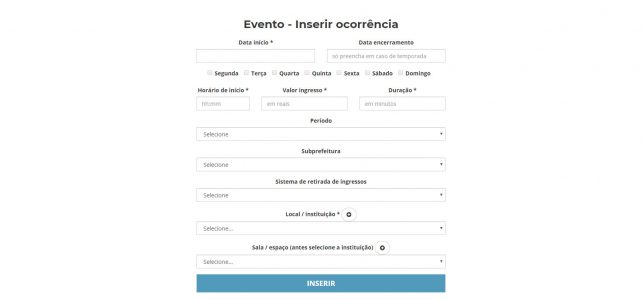 Evento - Inserir ocorrência
Data início * Data encerramento
só preencha em caso de temporada
Segunda Terça Quarta Quinta Sexta Sábado Domingo
Horário de início * Valor ingresso * Duração *
hh:mm em reais em minutos
Período
Selecione
Subprefeitura
Selecione
Sistema de retirada de ingressos
Selecione
Local / instituição *
Selecione...
Sala / espaço (antes selecione a instituição)
Selecione...
INSERIR